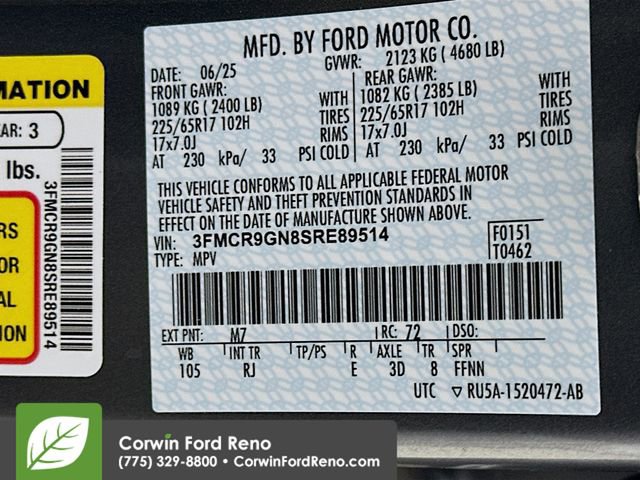 MATION
AR: 3
lbs.
RS
OR
AL
ION
3FMCR9GN8SRE89514
MFD. BY FORD MOTOR CO.
DATE: 06/25 GVWR: 2123 KG ( 4680 LB)
FRONT GAWR: REAR GAWR:
1089 KG ( 2400 LB) WITH 1082 KG ( 2385 LB) WITH
225/65R17 102H TIRES 225/65R17 102H TIRES
17x7.0J RIMS 17x7.0J RIMS
AT 230 kPa/ 33 PSI COLD AT 230 kPa/ 33 PSI COLD
THIS VEHICLE CONFORMS TO ALL APPLICABLE FEDERAL MOTOR
VEHICLE SAFETY AND THEFT PREVENTION STANDARDS IN
EFFECT ON THE DATE OF MANUFACTURE SHOWN ABOVE.
VIN: 3FMCR9GN8SRE89514 F0151
TYPE: MPV T0462
EXT PNT: M7 RC: 72 DSO:
WB INT TR TP/PS R AXLE TR SPR
105 RJ E 3D 8 FFNN
UTC ▽ RU5A-1520472-AB
Corwin Ford Reno
(775) 329-8800 • CorwinFordReno.com